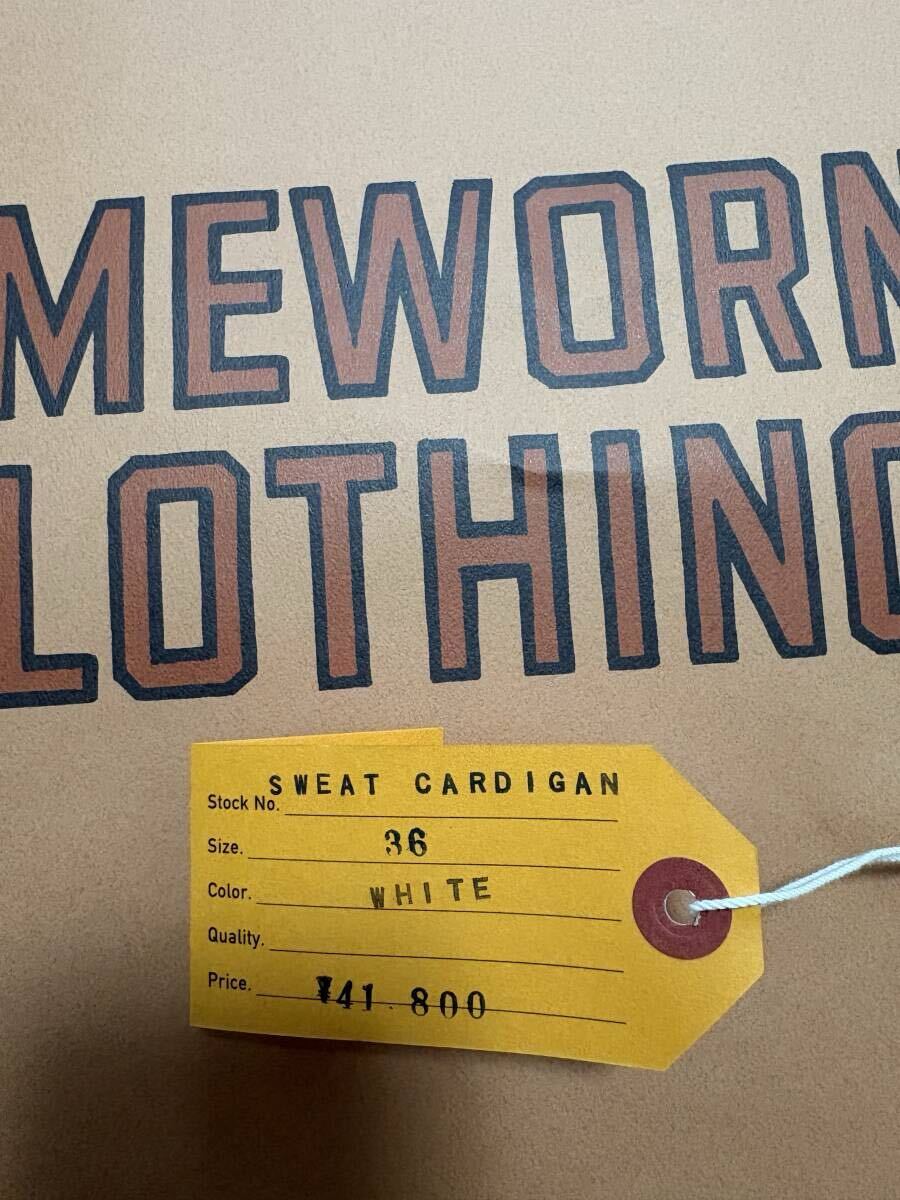 MEWORN
LOTHING
SWEAT CARDIGAN
Stock No.
Size. 36
Color. WHITE
Quality.
Price. ¥41.800